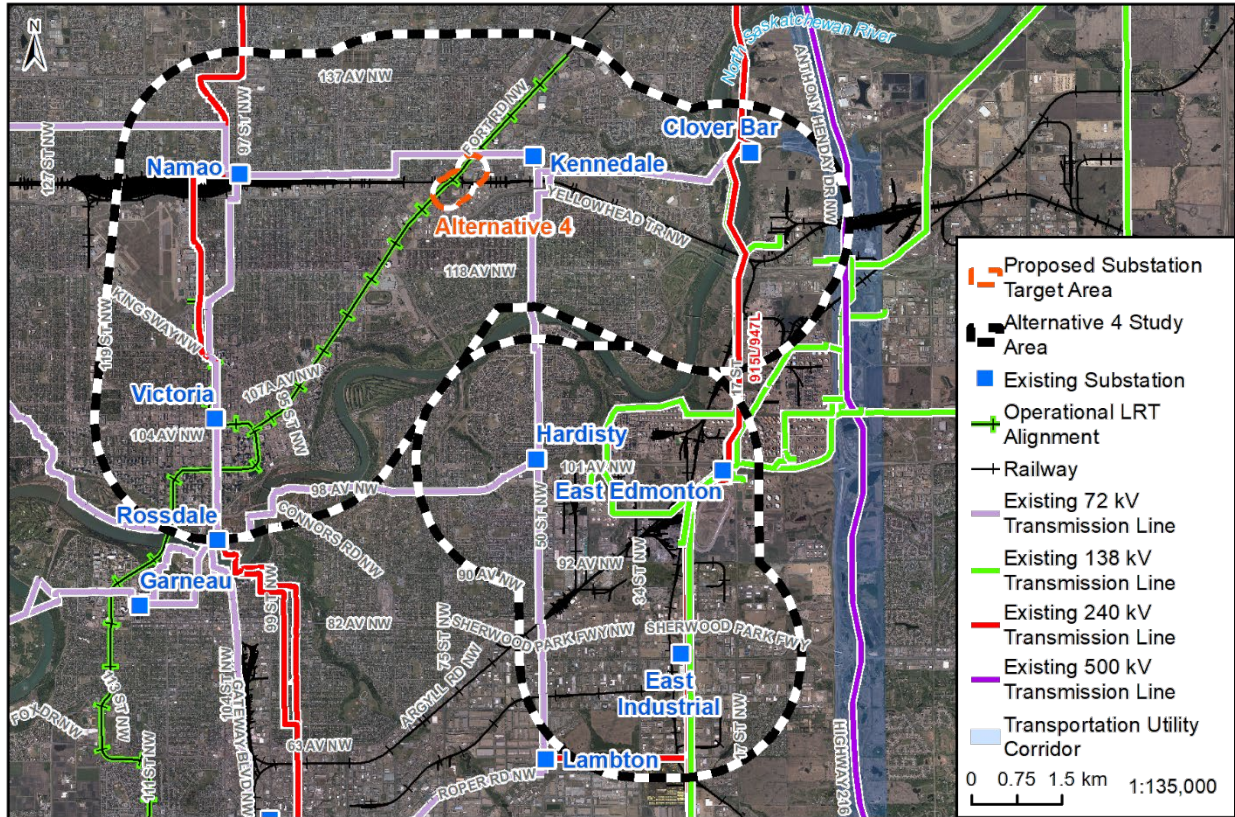 N
137 AV NW
North Saskatchewan River
ANTHONY HENDAY DR NW
97 ST NW
FORT RD NW
127 ST NW
Clover Bar
Namao
Kennedale
YELLOWHEAD TR NW
Alternative 4
118 AV NW
KINGSWAY NW
119 ST NW
107A AV NW
95 ST NW
17 ST
915L/947L
Victoria
104 AV NW
Hardisty
101 AV NW
East Edmonton
98 AV NW
Rossdale
CONNORS RD NW
50 ST NW
90 AV NW
92 AV NW
34 ST NW
Garneau
99 ST NW
82 AV NW
75 ST NW
SHERWOOD PARK FWY NW
SHERWOOD PARK FWY
East
Industrial
113 ST NW
FOX DR NW
104 ST NW
GATEWAY BLVD NW
ARGYLL RD NW
63 AV NW
17 ST NW
HIGHWAY 216
Lambton
111 ST NW
ROPER RD NW
Proposed Substation
Target Area
Alternative 4 Study
Area
Existing Substation
Operational LRT
Alignment
Railway
Existing 72 kV
Transmission Line
Existing 138 kV
Transmission Line
Existing 240 kV
Transmission Line
Existing 500 kV
Transmission Line
Transportation Utility
Corridor
0 0.75 1.5 km
1:135,000